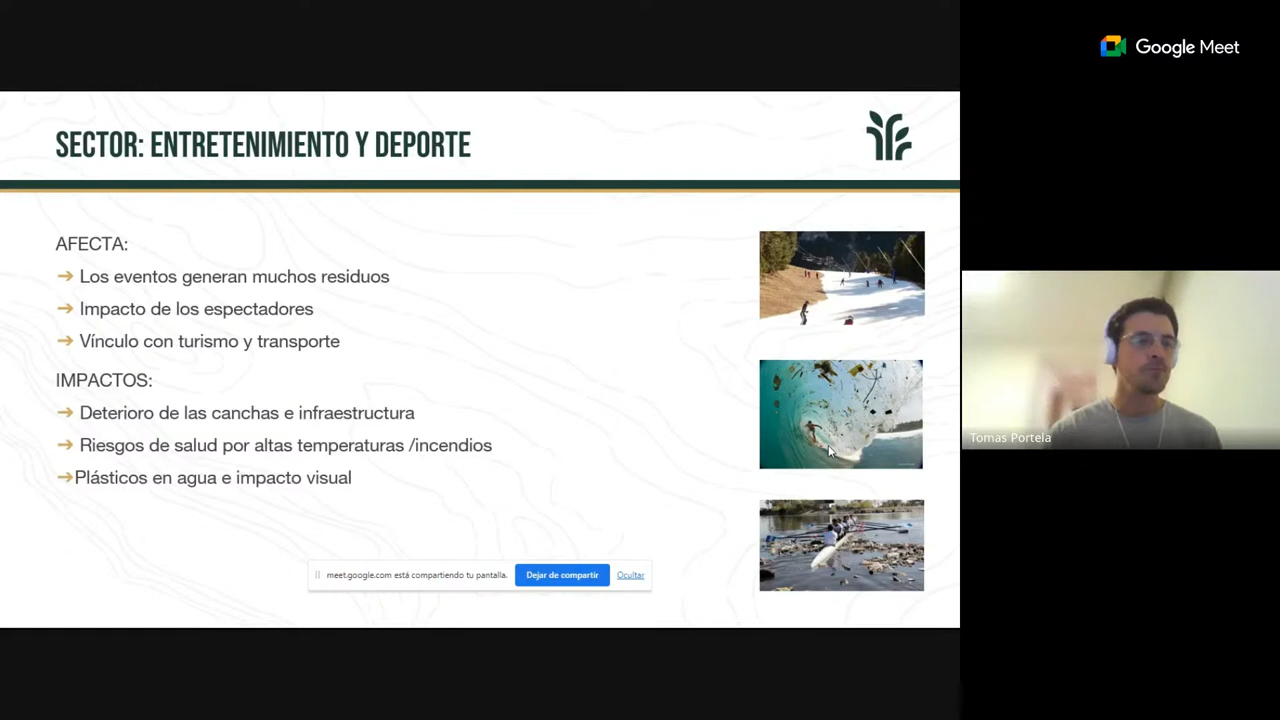 Google Meet
SECTOR: ENTRETENIMIENTO Y DEPORTE
AFECTA:
➔ Los eventos generan muchos residuos
➔ Impacto de los espectadores
➔ Vínculo con turismo y transporte
IMPACTOS:
➔ Deterioro de las canchas e infraestructura
➔ Riesgos de salud por altas temperaturas /incendios
➔Plásticos en agua e impacto visual
meet.google.com está compartiendo tu pantalla. Dejar de compartir Ocultar
Tomas Portela